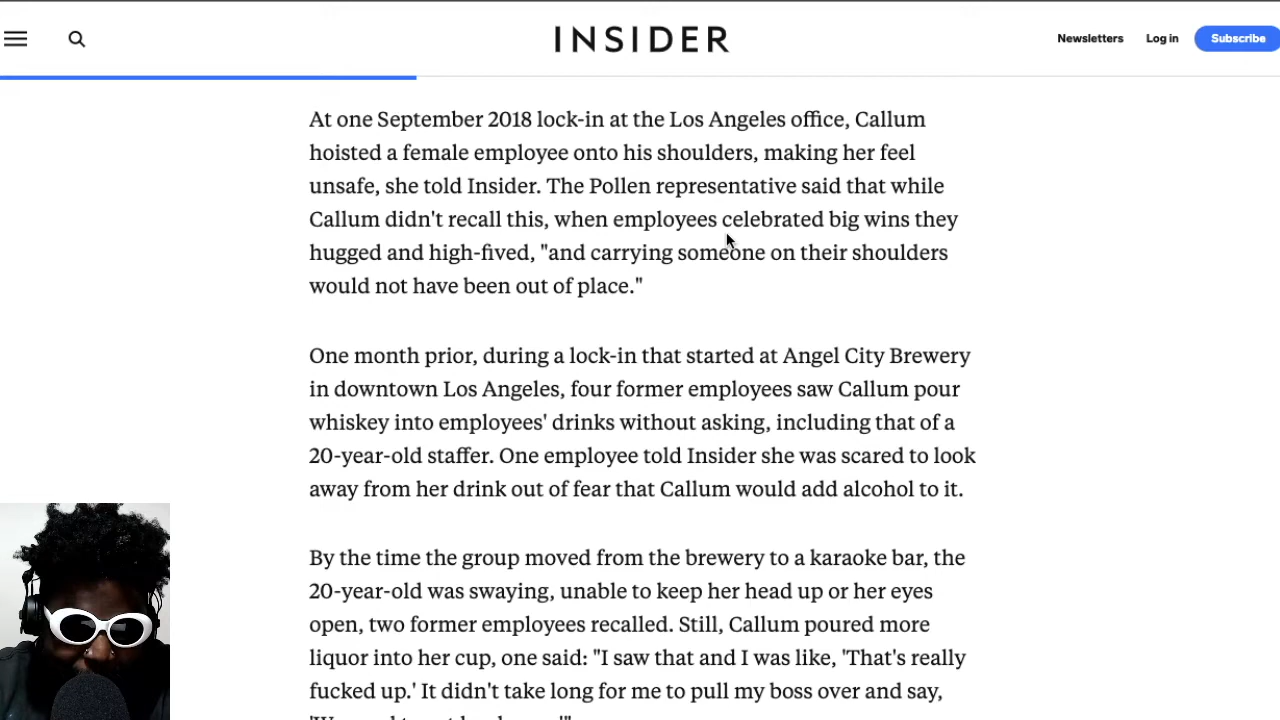 INSIDER
Newsletters
Log in
Subscribe
At one September 2018 lock-in at the Los Angeles office, Callum
hoisted a female employee onto his shoulders, making her feel
unsafe, she told Insider. The Pollen representative said that while
Callum didn't recall this, when employees celebrated big wins they
hugged and high-fived, "and carrying someone on their shoulders
would not have been out of place."
One month prior, during a lock-in that started at Angel City Brewery
in downtown Los Angeles, four former employees saw Callum pour
whiskey into employees' drinks without asking, including that of a
20-year-old staffer. One employee told Insider she was scared to look
away from her drink out of fear that Callum would add alcohol to it.
By the time the group moved from the brewery to a karaoke bar, the
20-year-old was swaying, unable to keep her head up or her eyes
open, two former employees recalled. Still, Callum poured more
liquor into her cup, one said: "I saw that and I was like, 'That's really
fucked up.' It didn't take long for me to pull my boss over and say,